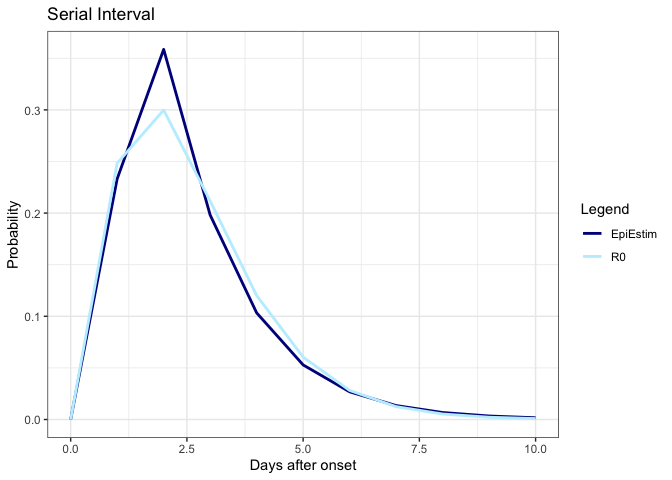 Serial Interval
0.3
0.2
0.1
0.0
Probability
0.0 2.5 5.0 7.5 10.0
Days after onset
Legend
EpiEstim
R0